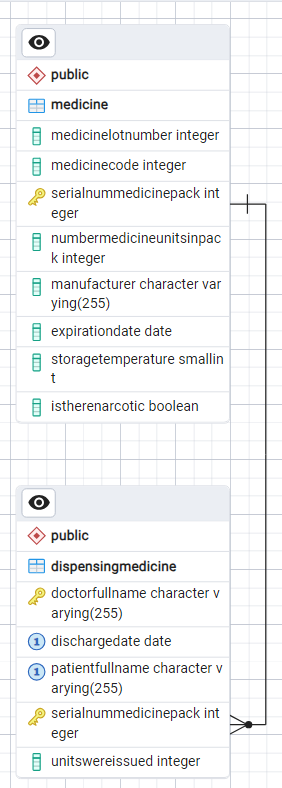 public
medicine
medicinelotnumber integer
medicinecode integer
serialnummedicinepack int
eger
numbermedicineunitsinpac
k integer
manufacturer character var
ying(255)
expirationdate date
storagetemperature smallin
t
istherenarcotic boolean
public
dispensingmedicine
doctorfullname character v
arying(255)
1 dischargedate date
1 patientfullname character v
arying(255)
serialnummedicinepack int
eger
unitswereissued integer